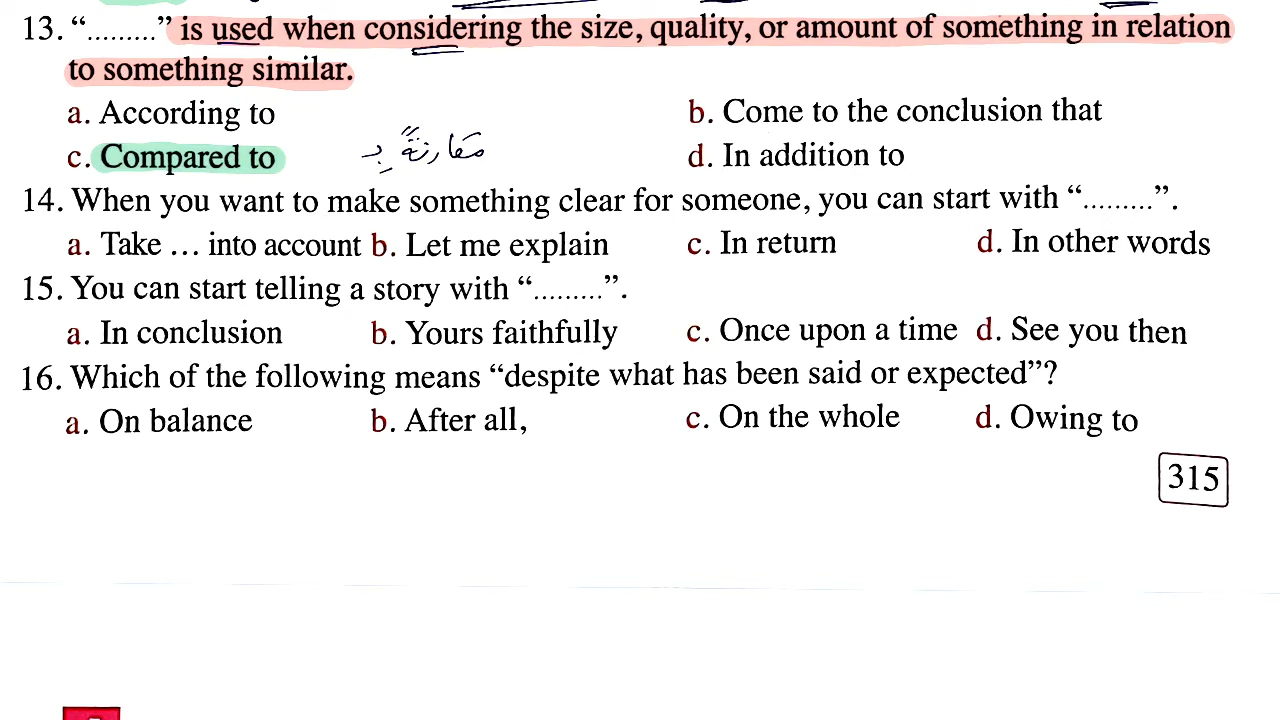 13. “.........” is used when considering the size, quality, or amount of something in relation
to something similar.
a. According to b. Come to the conclusion that
c. Compared to مقارنةً بـِ d. In addition to
14. When you want to make something clear for someone, you can start with “.........”.
a. Take ... into account b. Let me explain c. In return d. In other words
15. You can start telling a story with “.........”.
a. In conclusion b. Yours faithfully c. Once upon a time d. See you then
16. Which of the following means “despite what has been said or expected”?
a. On balance b. After all, c. On the whole d. Owing to
315